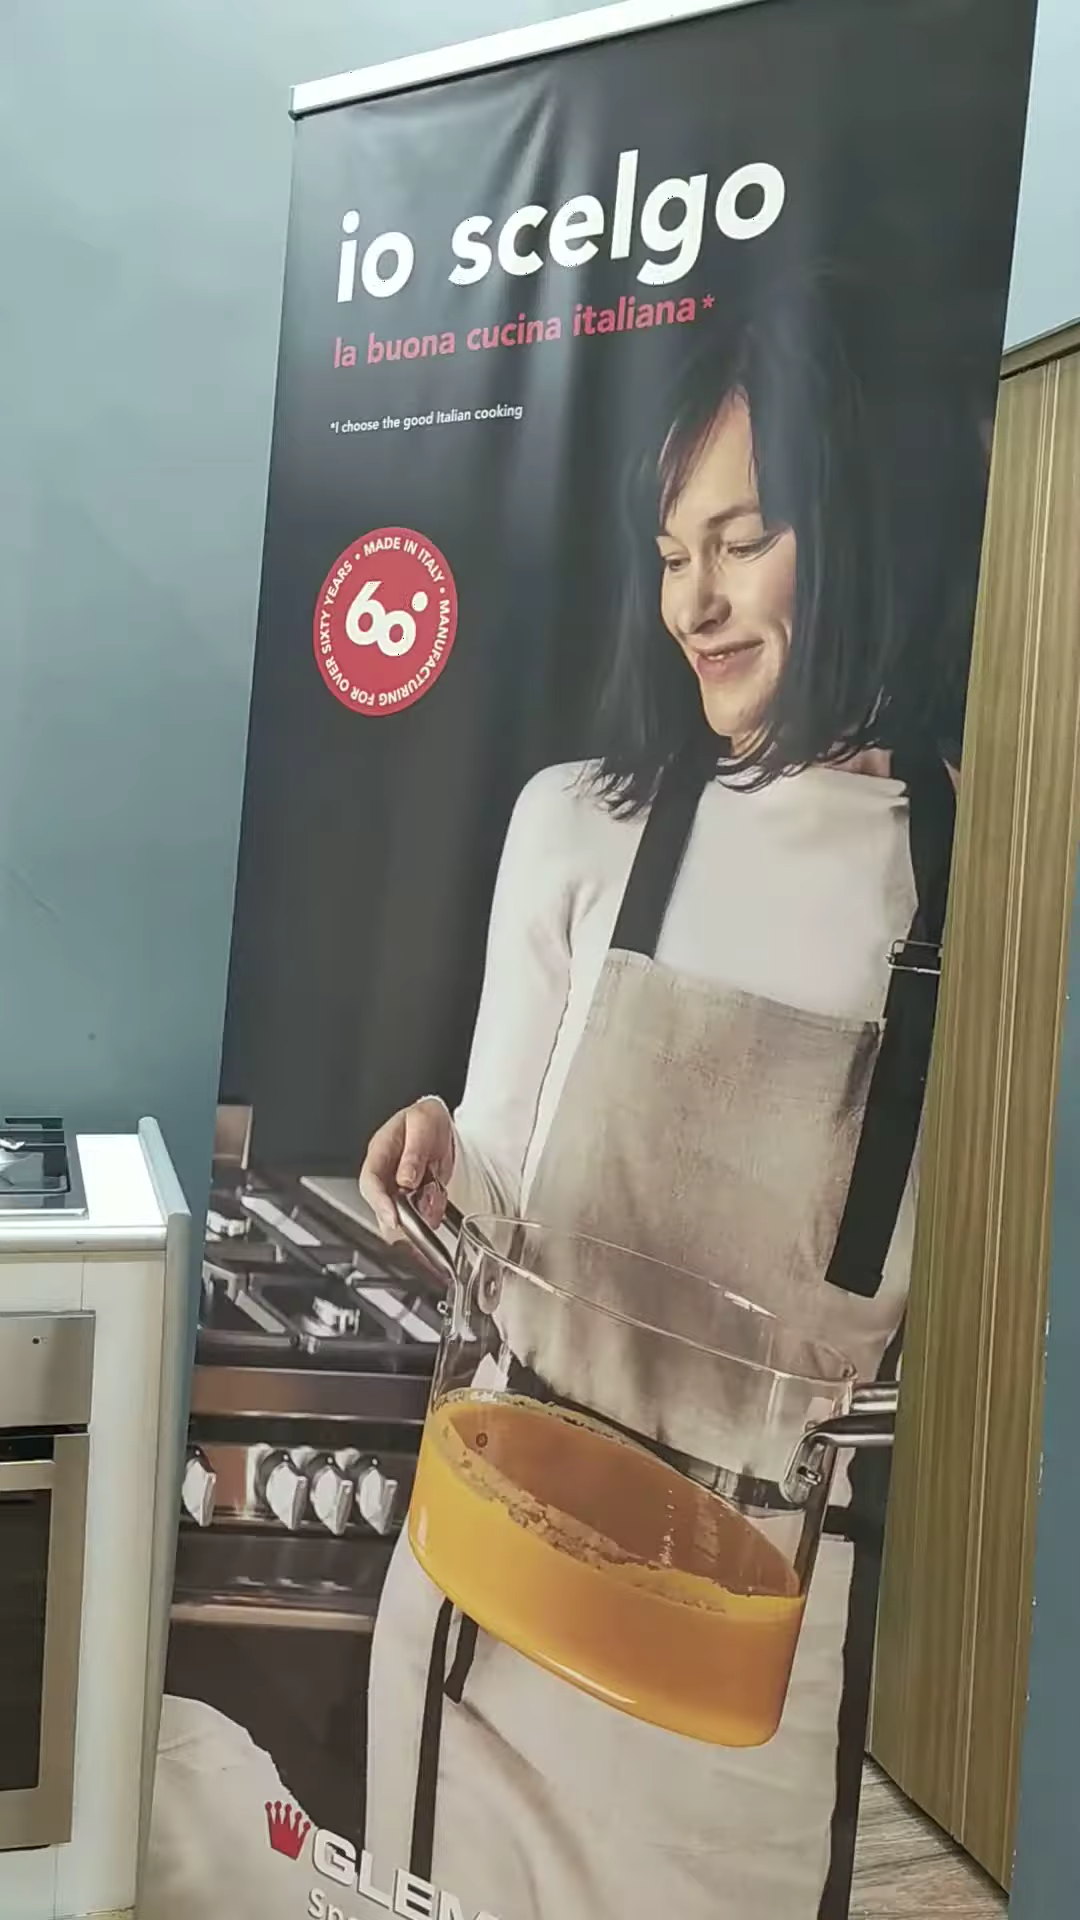 io scelgo
la buona cucina italiana*
*I choose the good Italian cooking
MADE IN ITALY • MANUFACTURING FOR OVER SIXTY YEARS •
60